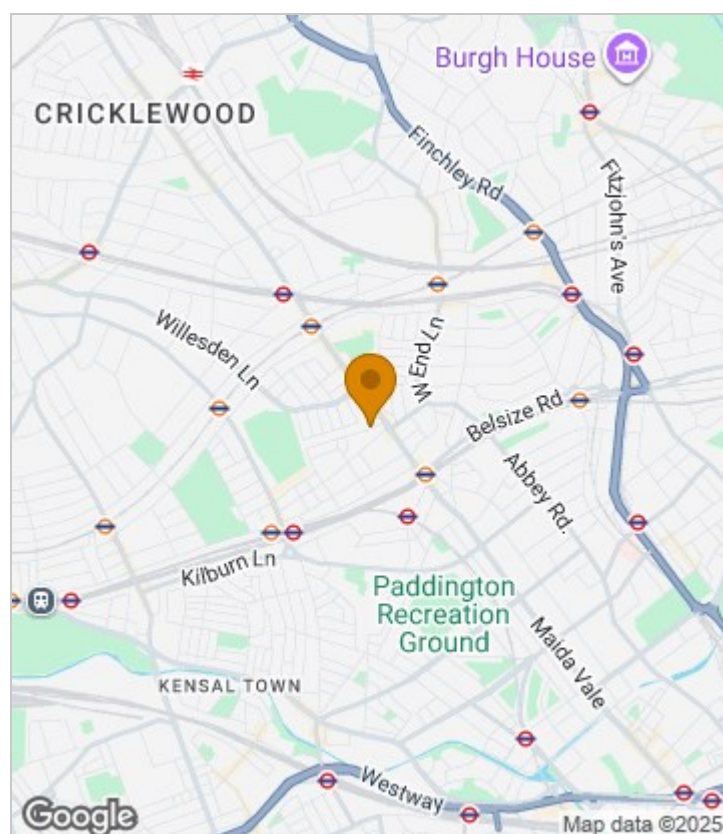 Burgh House
CRICKLEWOOD
Finchley Rd
Fitzjohn's Ave
Willesden Ln
W End Ln
Belsize Rd
Abbey Rd.
Kilburn Ln
Paddington
Recreation
Ground
Maida Vale
KENSAL TOWN
Westway
Google
Map data ©2025